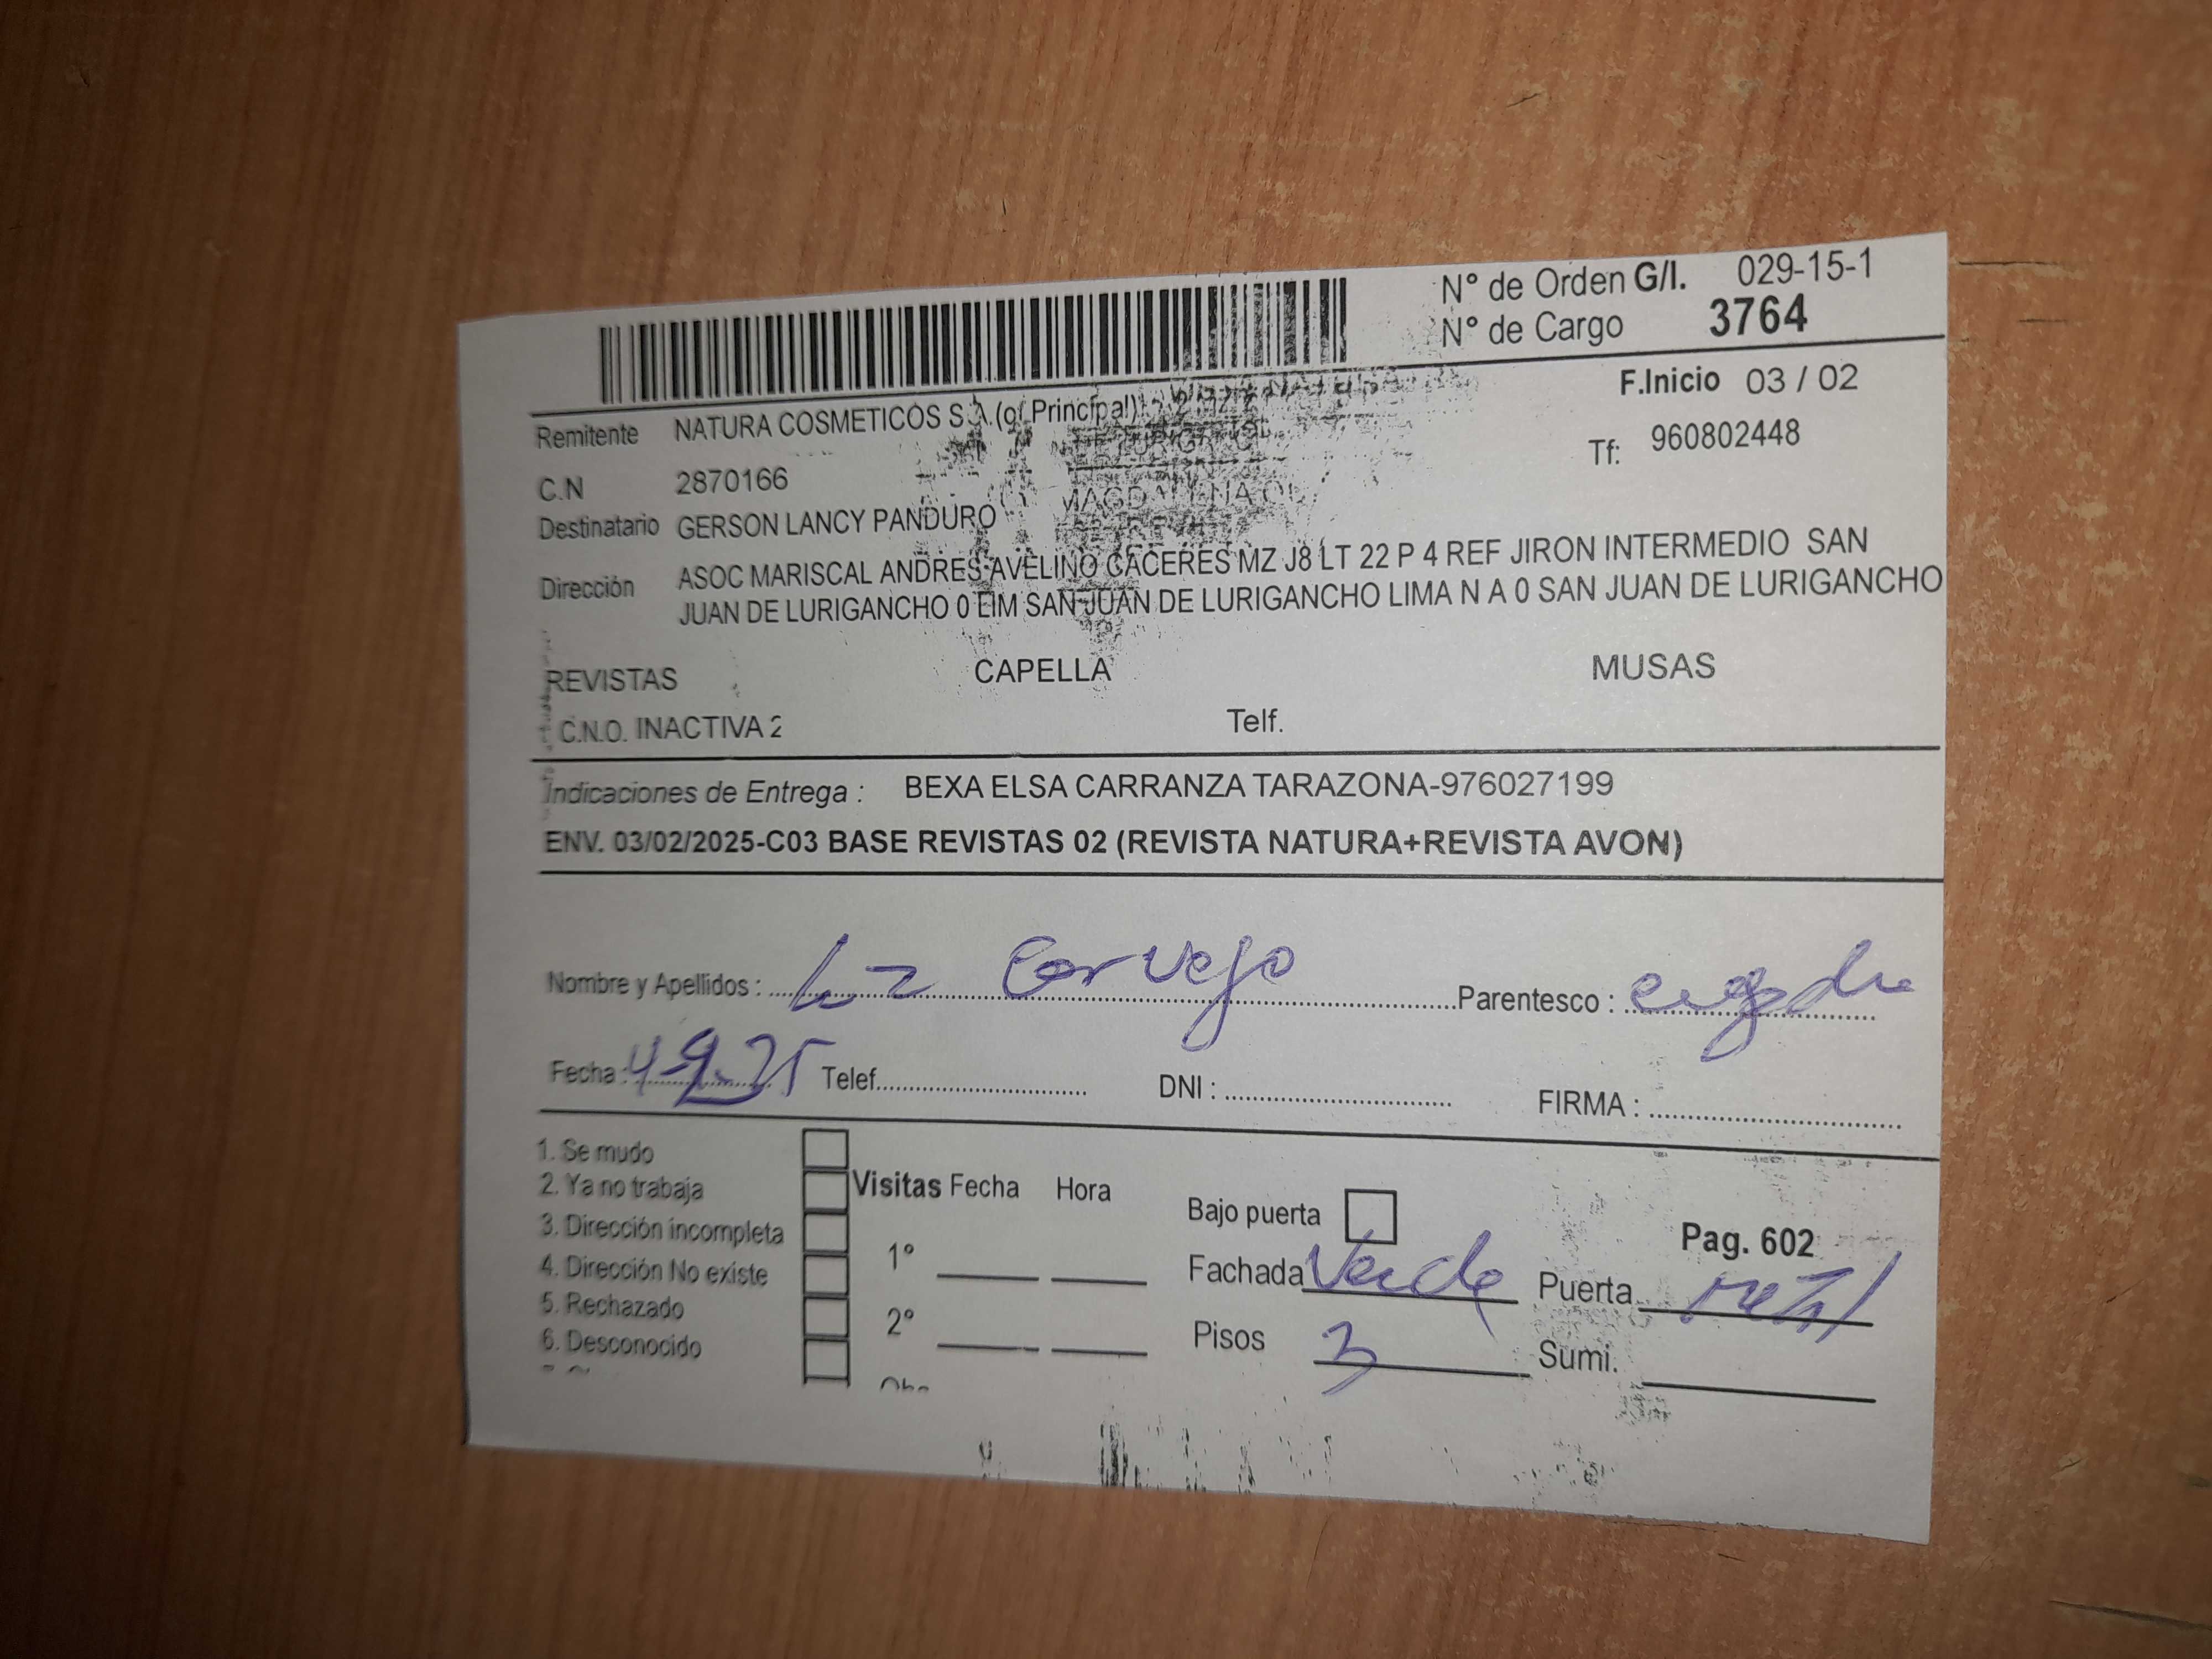 N° de Orden G/I. 029-15-1
N° de Cargo 3764
F.Inicio 03 / 02
Remitente NATURA COSMETICOS S.A.(of.Principal)
Tf: 960802448
C.N 2870166
Destinatario GERSON LANCY PANDURO
Dirección ASOC MARISCAL ANDRES AVELINO CACERES MZ J8 LT 22 P 4 REF JIRON INTERMEDIO SAN
JUAN DE LURIGANCHO 0 LIM SAN JUAN DE LURIGANCHO LIMA N A 0 SAN JUAN DE LURIGANCHO
REVISTAS CAPELLA MUSAS
C.N.O. INACTIVA 2 Telf.
Indicaciones de Entrega : BEXA ELSA CARRANZA TARAZONA-976027199
ENV. 03/02/2025-C03 BASE REVISTAS 02 (REVISTA NATURA+REVISTA AVON)
Nombre y Apellidos : Luz Cervejo Parentesco :
Fecha : Telef. DNI : FIRMA :
1. Se mudo
2. Ya no trabaja
3. Dirección incompleta
4. Dirección No existe
5. Rechazado
6. Desconocido
Visitas Fecha Hora
1°
2°
Bajo puerta
Pag. 602
Fachada Verde Puerta metal
Pisos 3 Sumi.